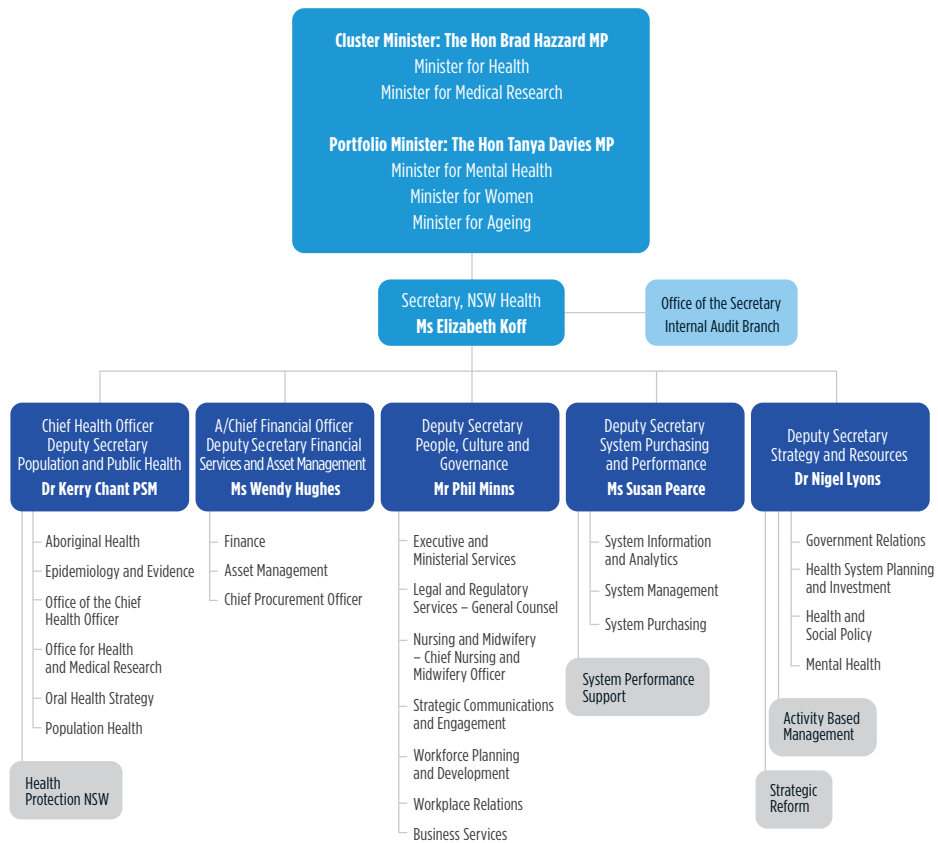 Cluster Minister: The Hon Brad Hazzard MP
Minister for Health
Minister for Medical Research
Portfolio Minister: The Hon Tanya Davies MP
Minister for Mental Health
Minister for Women
Minister for Ageing
Secretary, NSW Health
Ms Elizabeth Koff
Office of the Secretary
Internal Audit Branch
Chief Health Officer
Deputy Secretary
Population and Public Health
Dr Kerry Chant PSM
Aboriginal Health
Epidemiology and Evidence
Office of the Chief
Health Officer
Office for Health
and Medical Research
Oral Health Strategy
Population Health
Health
Protection NSW
A/Chief Financial Officer
Deputy Secretary Financial
Services and Asset Management
Ms Wendy Hughes
Finance
Asset Management
Chief Procurement Officer
Deputy Secretary
People, Culture and
Governance
Mr Phil Minns
Executive and
Ministerial Services
Legal and Regulatory
Services – General Counsel
Nursing and Midwifery
– Chief Nursing and
Midwifery Officer
Strategic Communications
and Engagement
Workforce Planning
and Development
Workplace Relations
Business Services
Deputy Secretary
System Purchasing
and Performance
Ms Susan Pearce
System Information
and Analytics
System Management
System Purchasing
System Performance
Support
Deputy Secretary
Strategy and Resources
Dr Nigel Lyons
Government Relations
Health System Planning
and Investment
Health and
Social Policy
Mental Health
Activity Based
Management
Strategic
Reform